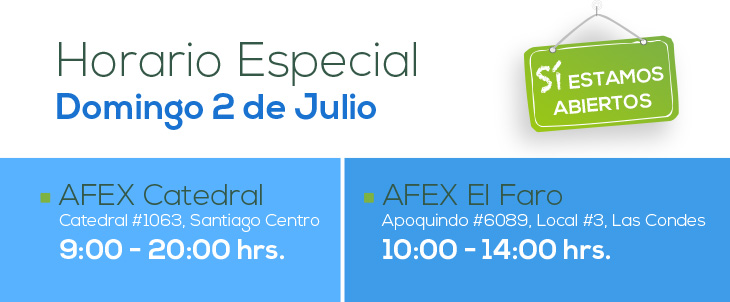 Horario Especial
Domingo 2 de Julio
SÍ ESTAMOS
ABIERTOS
AFEX Catedral
Catedral #1063, Santiago Centro
9:00 - 20:00 hrs.
AFEX El Faro
Apoquindo #6089, Local #3, Las Condes
10:00 - 14:00 hrs.